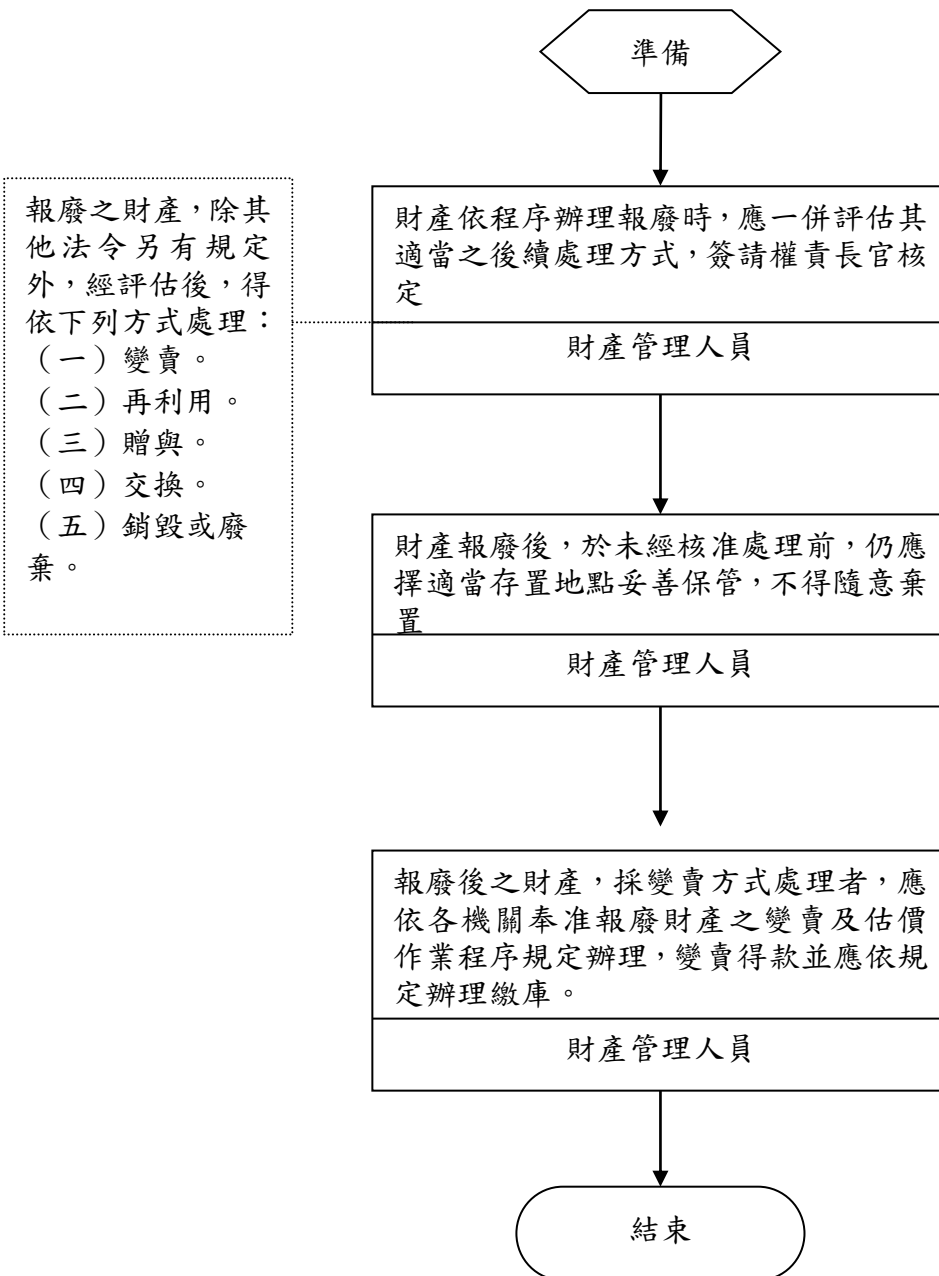 準備
財產依程序辦理報廢時，應一併評估其
適當之後續處理方式，簽請權責長官核
定
財產管理人員
報廢之財產，除其
他法令另有規定
外，經評估後，得
依下列方式處理：
（一）變賣。
（二）再利用。
（三）贈與。
（四）交換。
（五）銷毀或廢
棄。
財產報廢後，於未經核准處理前，仍應
擇適當存置地點妥善保管，不得隨意棄
置
財產管理人員
報廢後之財產，採變賣方式處理者，應
依各機關奉准報廢財產之變賣及估價
作業程序規定辦理，變賣得款並應依規
定辦理繳庫。
財產管理人員
結束